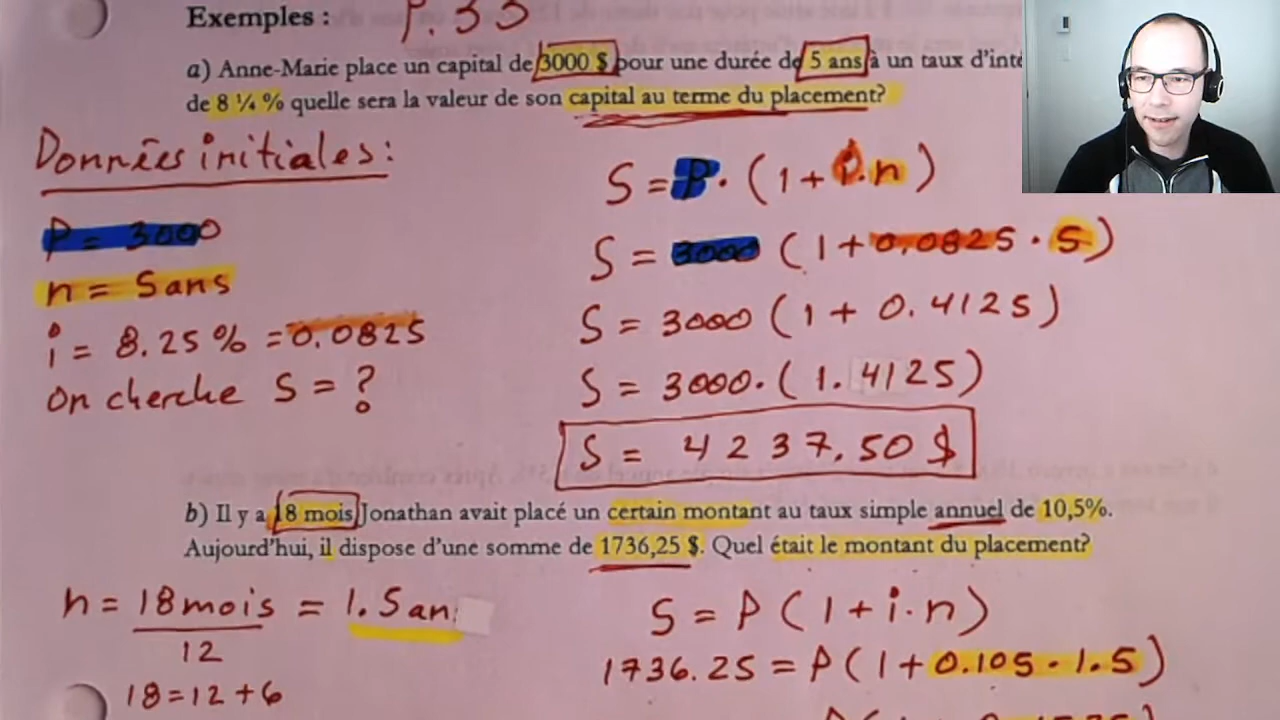 Exemples : P.33
a) Anne-Marie place un capital de 3000 $ pour une durée de 5 ans à un taux d'inté
de 8 ¼ % quelle sera la valeur de son capital au terme du placement?
Données initiales :
S = P · (1 + i·n)
P = 3000
S = 3000 (1 + 0.0825 · 5)
n = 5 ans
S = 3000 (1 + 0.4125)
i = 8.25 % = 0.0825
S = 3000 · (1.4125)
on cherche S = ?
S = 4237.50 $
b) Il y a 18 mois Jonathan avait placé un certain montant au taux simple annuel de 10,5%.
Aujourd'hui, il dispose d'une somme de 1736,25 $. Quel était le montant du placement?
n = 18 mois = 1.5 an
12
S = P (1 + i·n)
1736.25 = P (1 + 0.105 · 1.5)
18 = 12 + 6